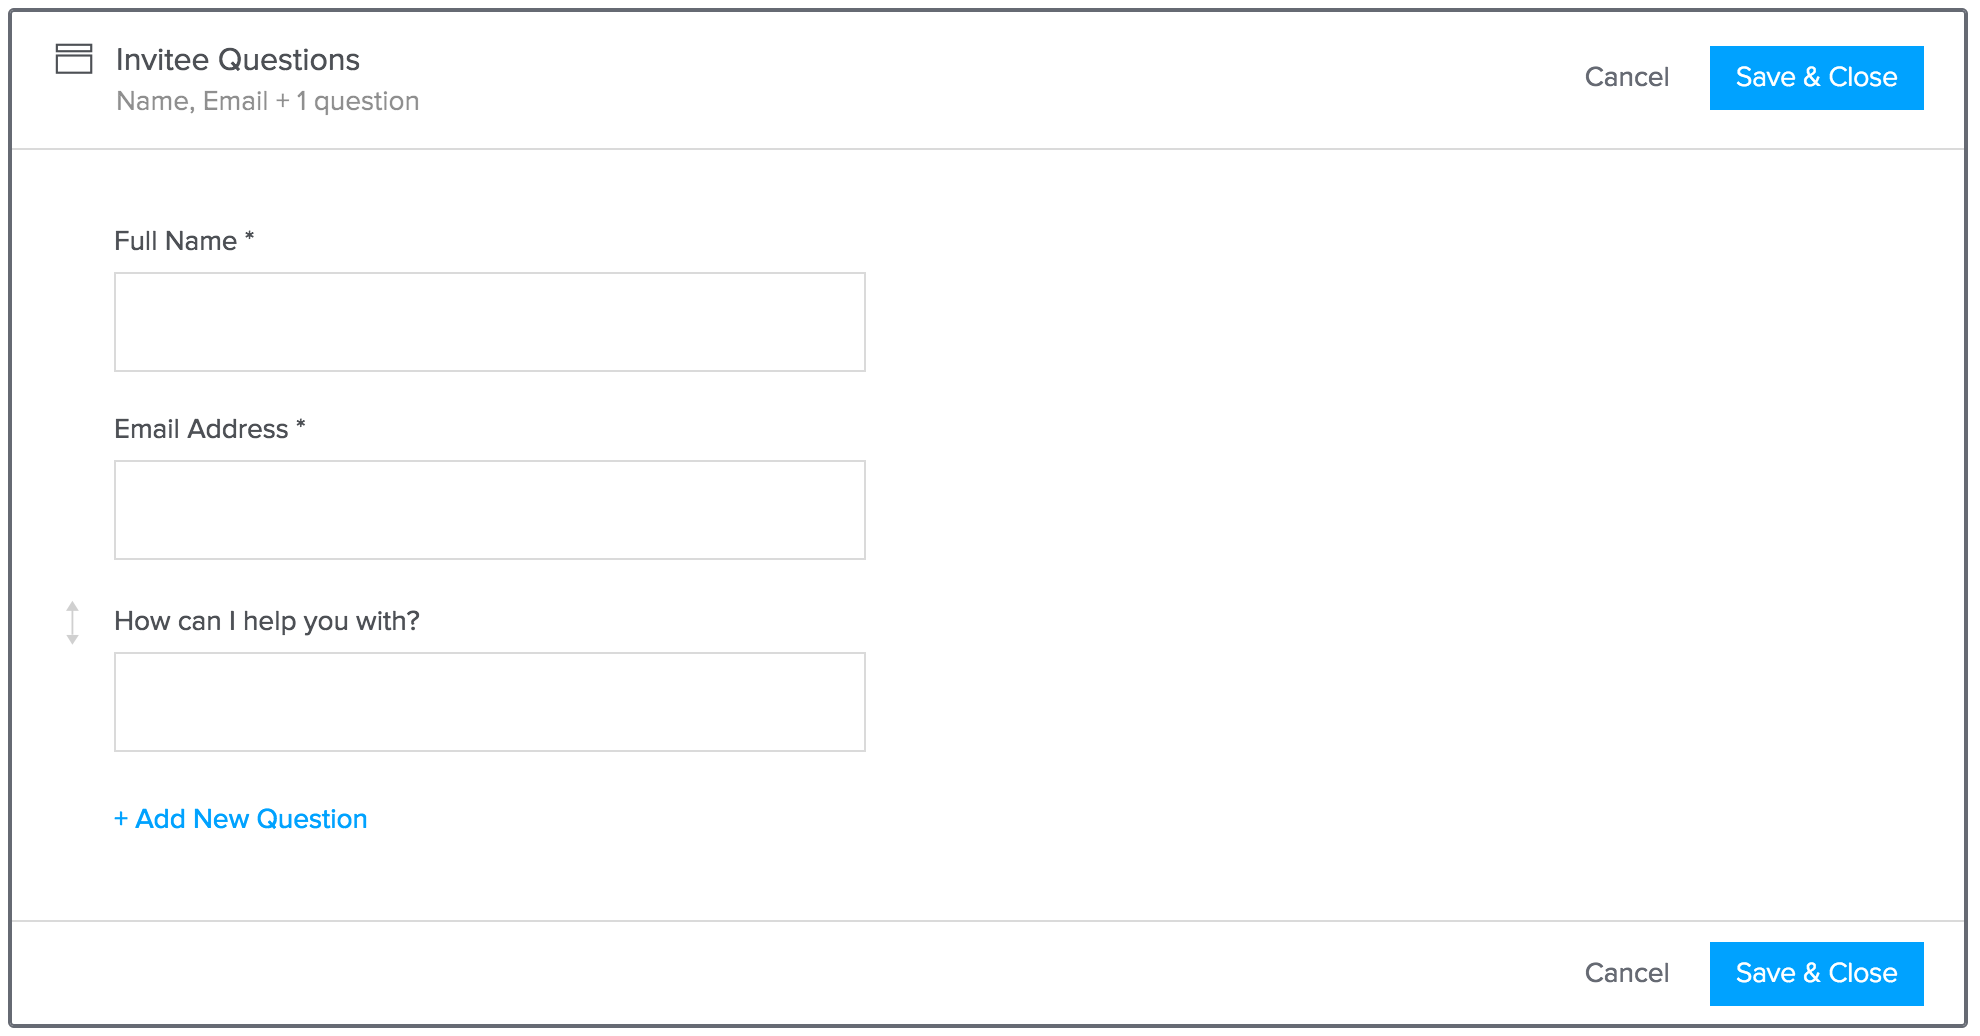 Invitee Questions
Name, Email + 1 question
Cancel
Save & Close
Full Name *
Email Address *
How can I help you with?
+ Add New Question
Cancel
Save & Close